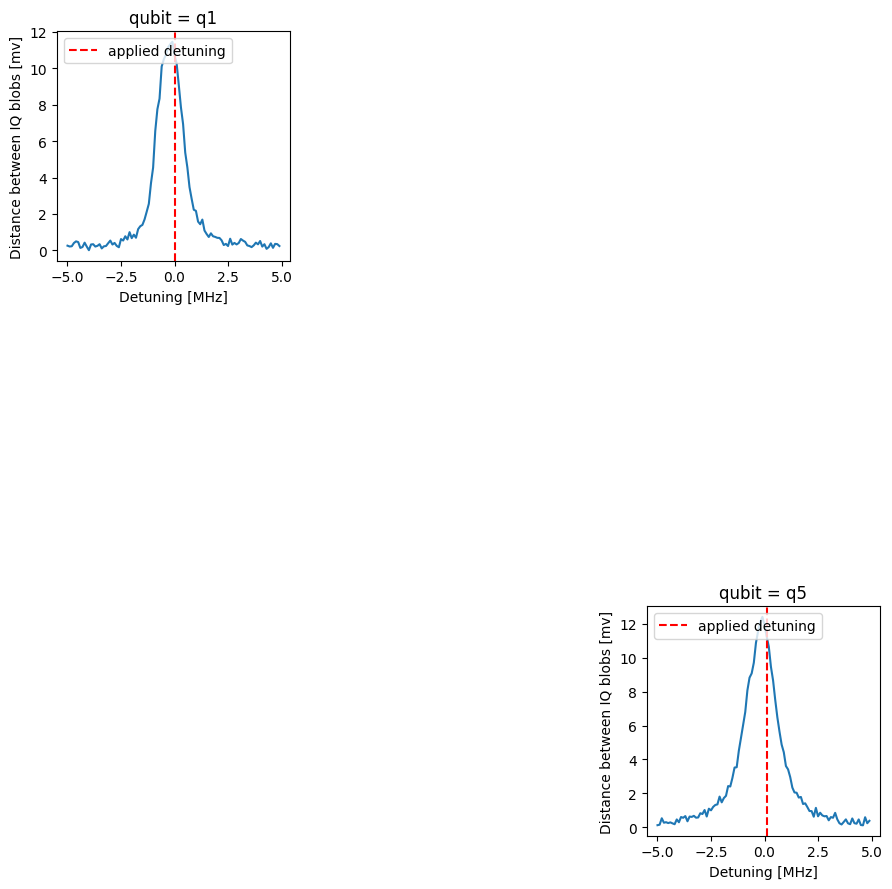 qubit = q1
applied detuning
Distance between IQ blobs [mv]
12
10
8
6
4
2
0
−5.0 −2.5 0.0 2.5 5.0
Detuning [MHz]
qubit = q5
applied detuning
Distance between IQ blobs [mv]
12
10
8
6
4
2
0
−5.0 −2.5 0.0 2.5 5.0
Detuning [MHz]